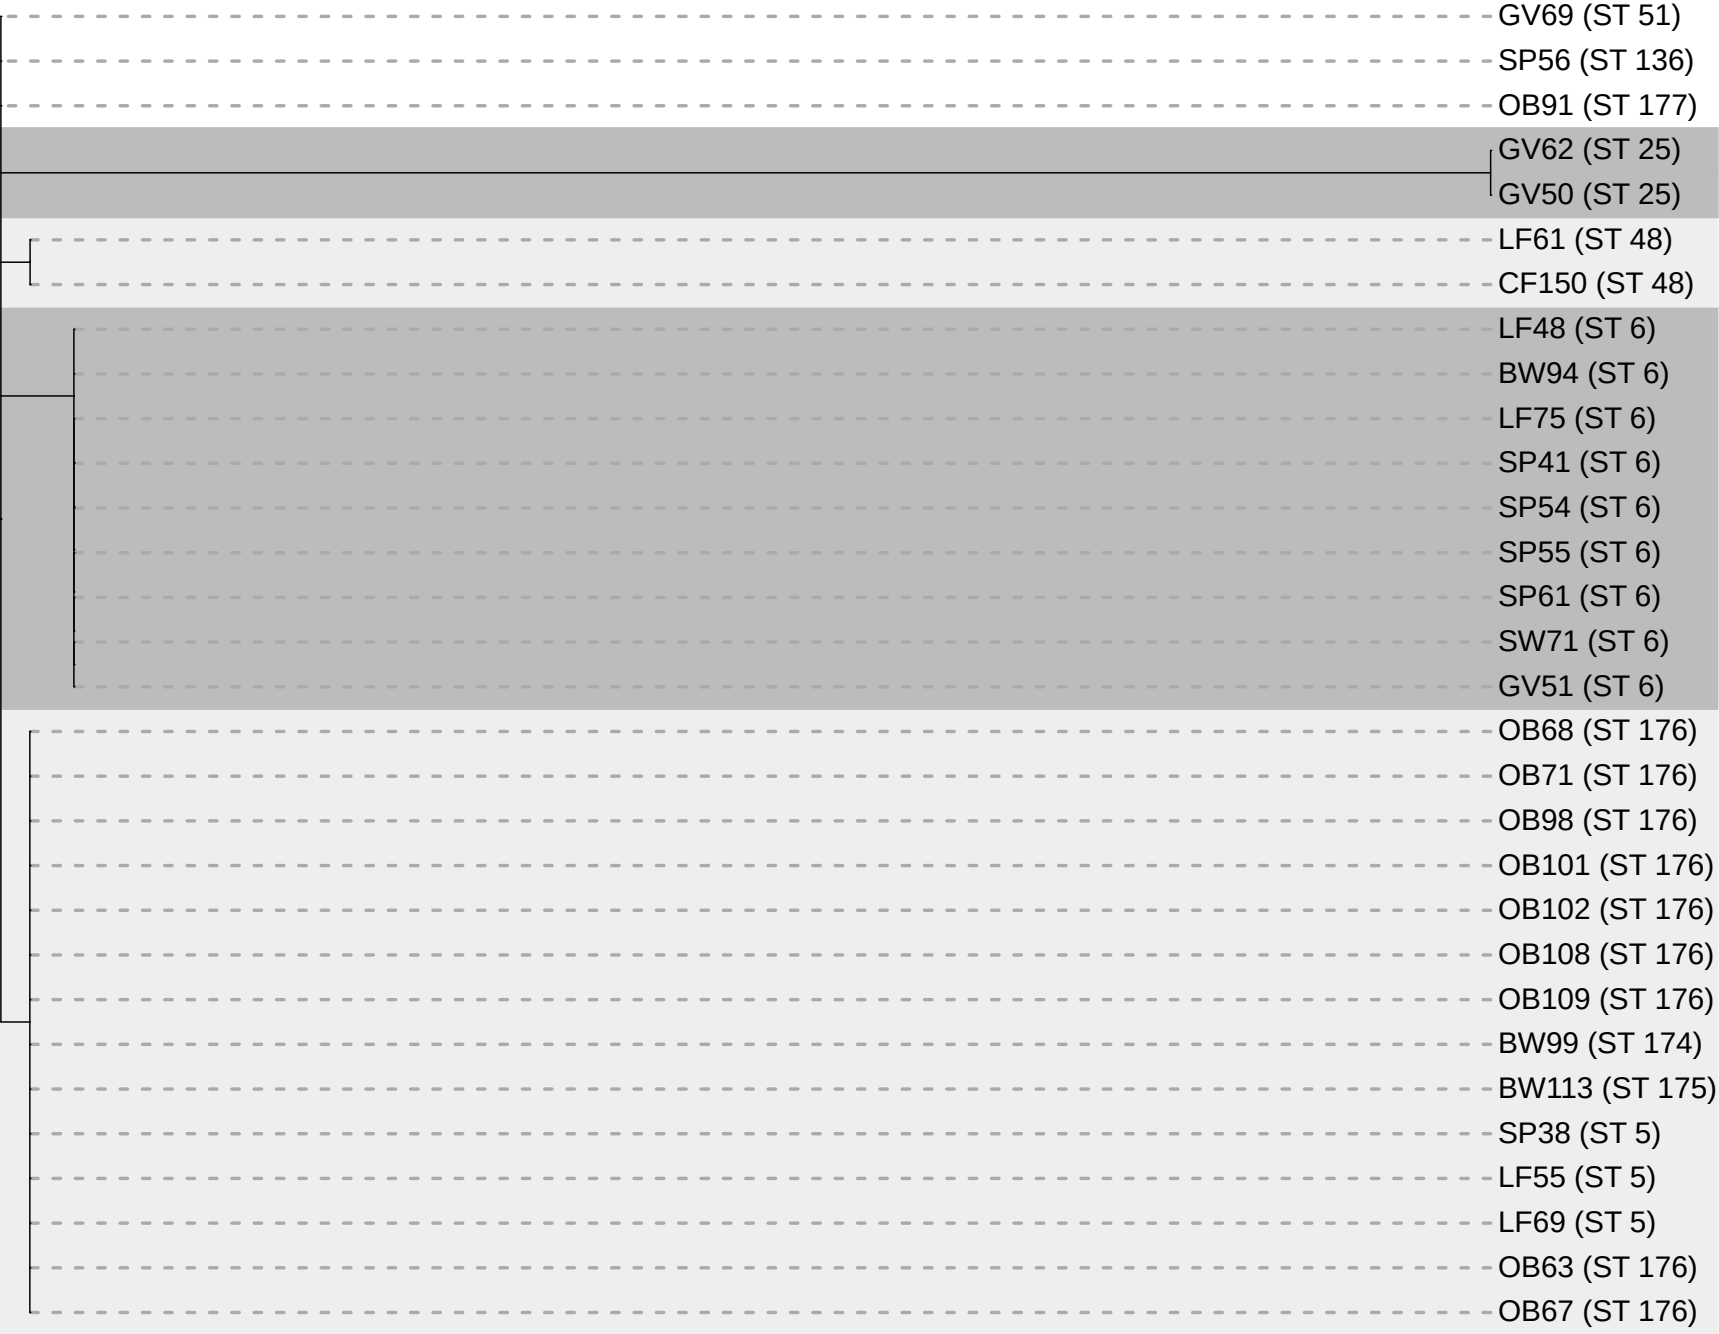 GV69 (ST 51)
SP56 (ST 136)
OB91 (ST 177)
GV62 (ST 25)
GV50 (ST 25)
LF61 (ST 48)
CF150 (ST 48)
LF48 (ST 6)
BW94 (ST 6)
LF75 (ST 6)
SP41 (ST 6)
SP54 (ST 6)
SP55 (ST 6)
SP61 (ST 6)
SW71 (ST 6)
GV51 (ST 6)
OB68 (ST 176)
OB71 (ST 176)
OB98 (ST 176)
OB101 (ST 176)
OB102 (ST 176)
OB108 (ST 176)
OB109 (ST 176)
BW99 (ST 174)
BW113 (ST 175)
SP38 (ST 5)
LF55 (ST 5)
LF69 (ST 5)
OB63 (ST 176)
OB67 (ST 176)